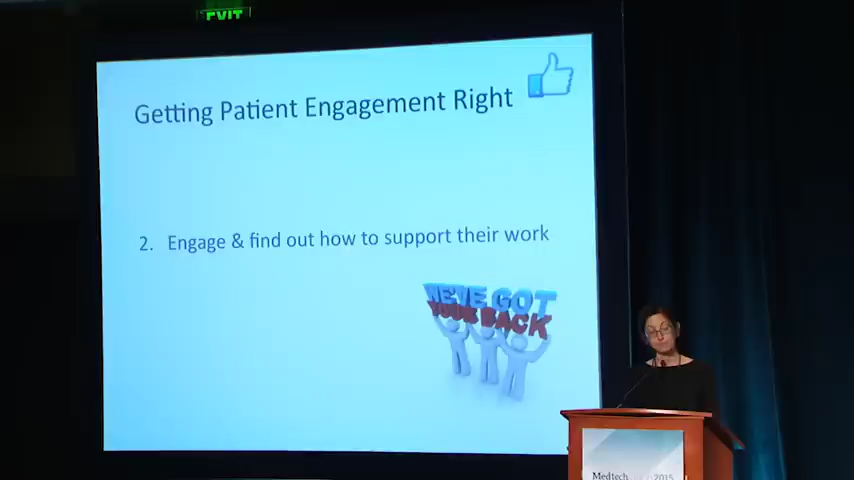 EXIT
Getting Patient Engagement Right
2. Engage & find out how to support their work
WE'VE GOT
YOUR BACK
Medtech 2015